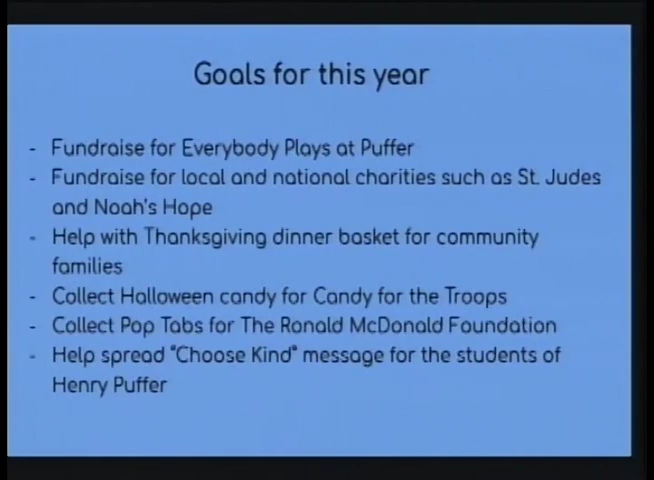 Goals for this year
- Fundraise for Everybody Plays at Puffer
- Fundraise for local and national charities such as St. Judes
and Noah's Hope
- Help with Thanksgiving dinner basket for community
families
- Collect Halloween candy for Candy for the Troops
- Collect Pop Tabs for The Ronald McDonald Foundation
- Help spread "Choose Kind" message for the students of
Henry Puffer